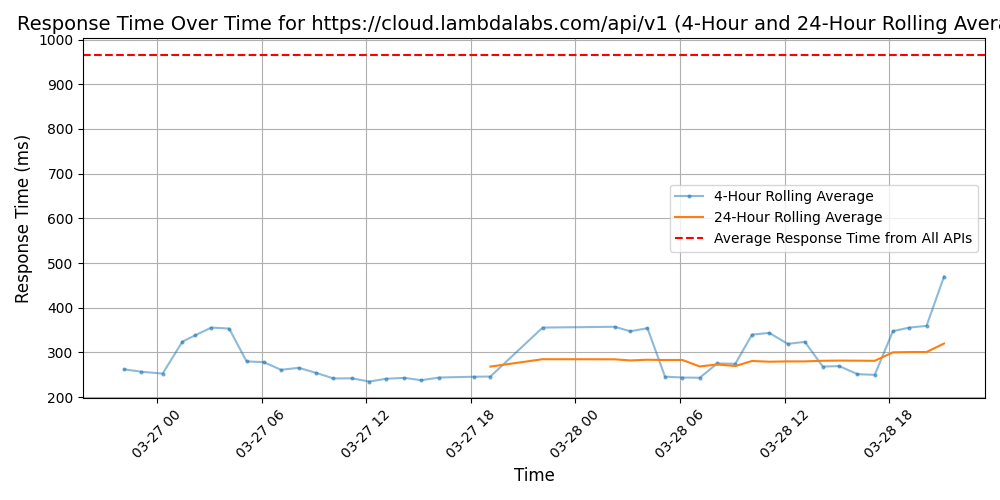 Response Time Over Time for https://cloud.lambdalabs.com/api/v1 (4-Hour and 24-Hour Rolling Avera
Response Time (ms)
1000
900
800
700
600
500
400
300
200
4-Hour Rolling Average
24-Hour Rolling Average
Average Response Time from All APIs
03-27 00
03-27 06
03-27 12
03-27 18
03-28 00
03-28 06
03-28 12
03-28 18
Time